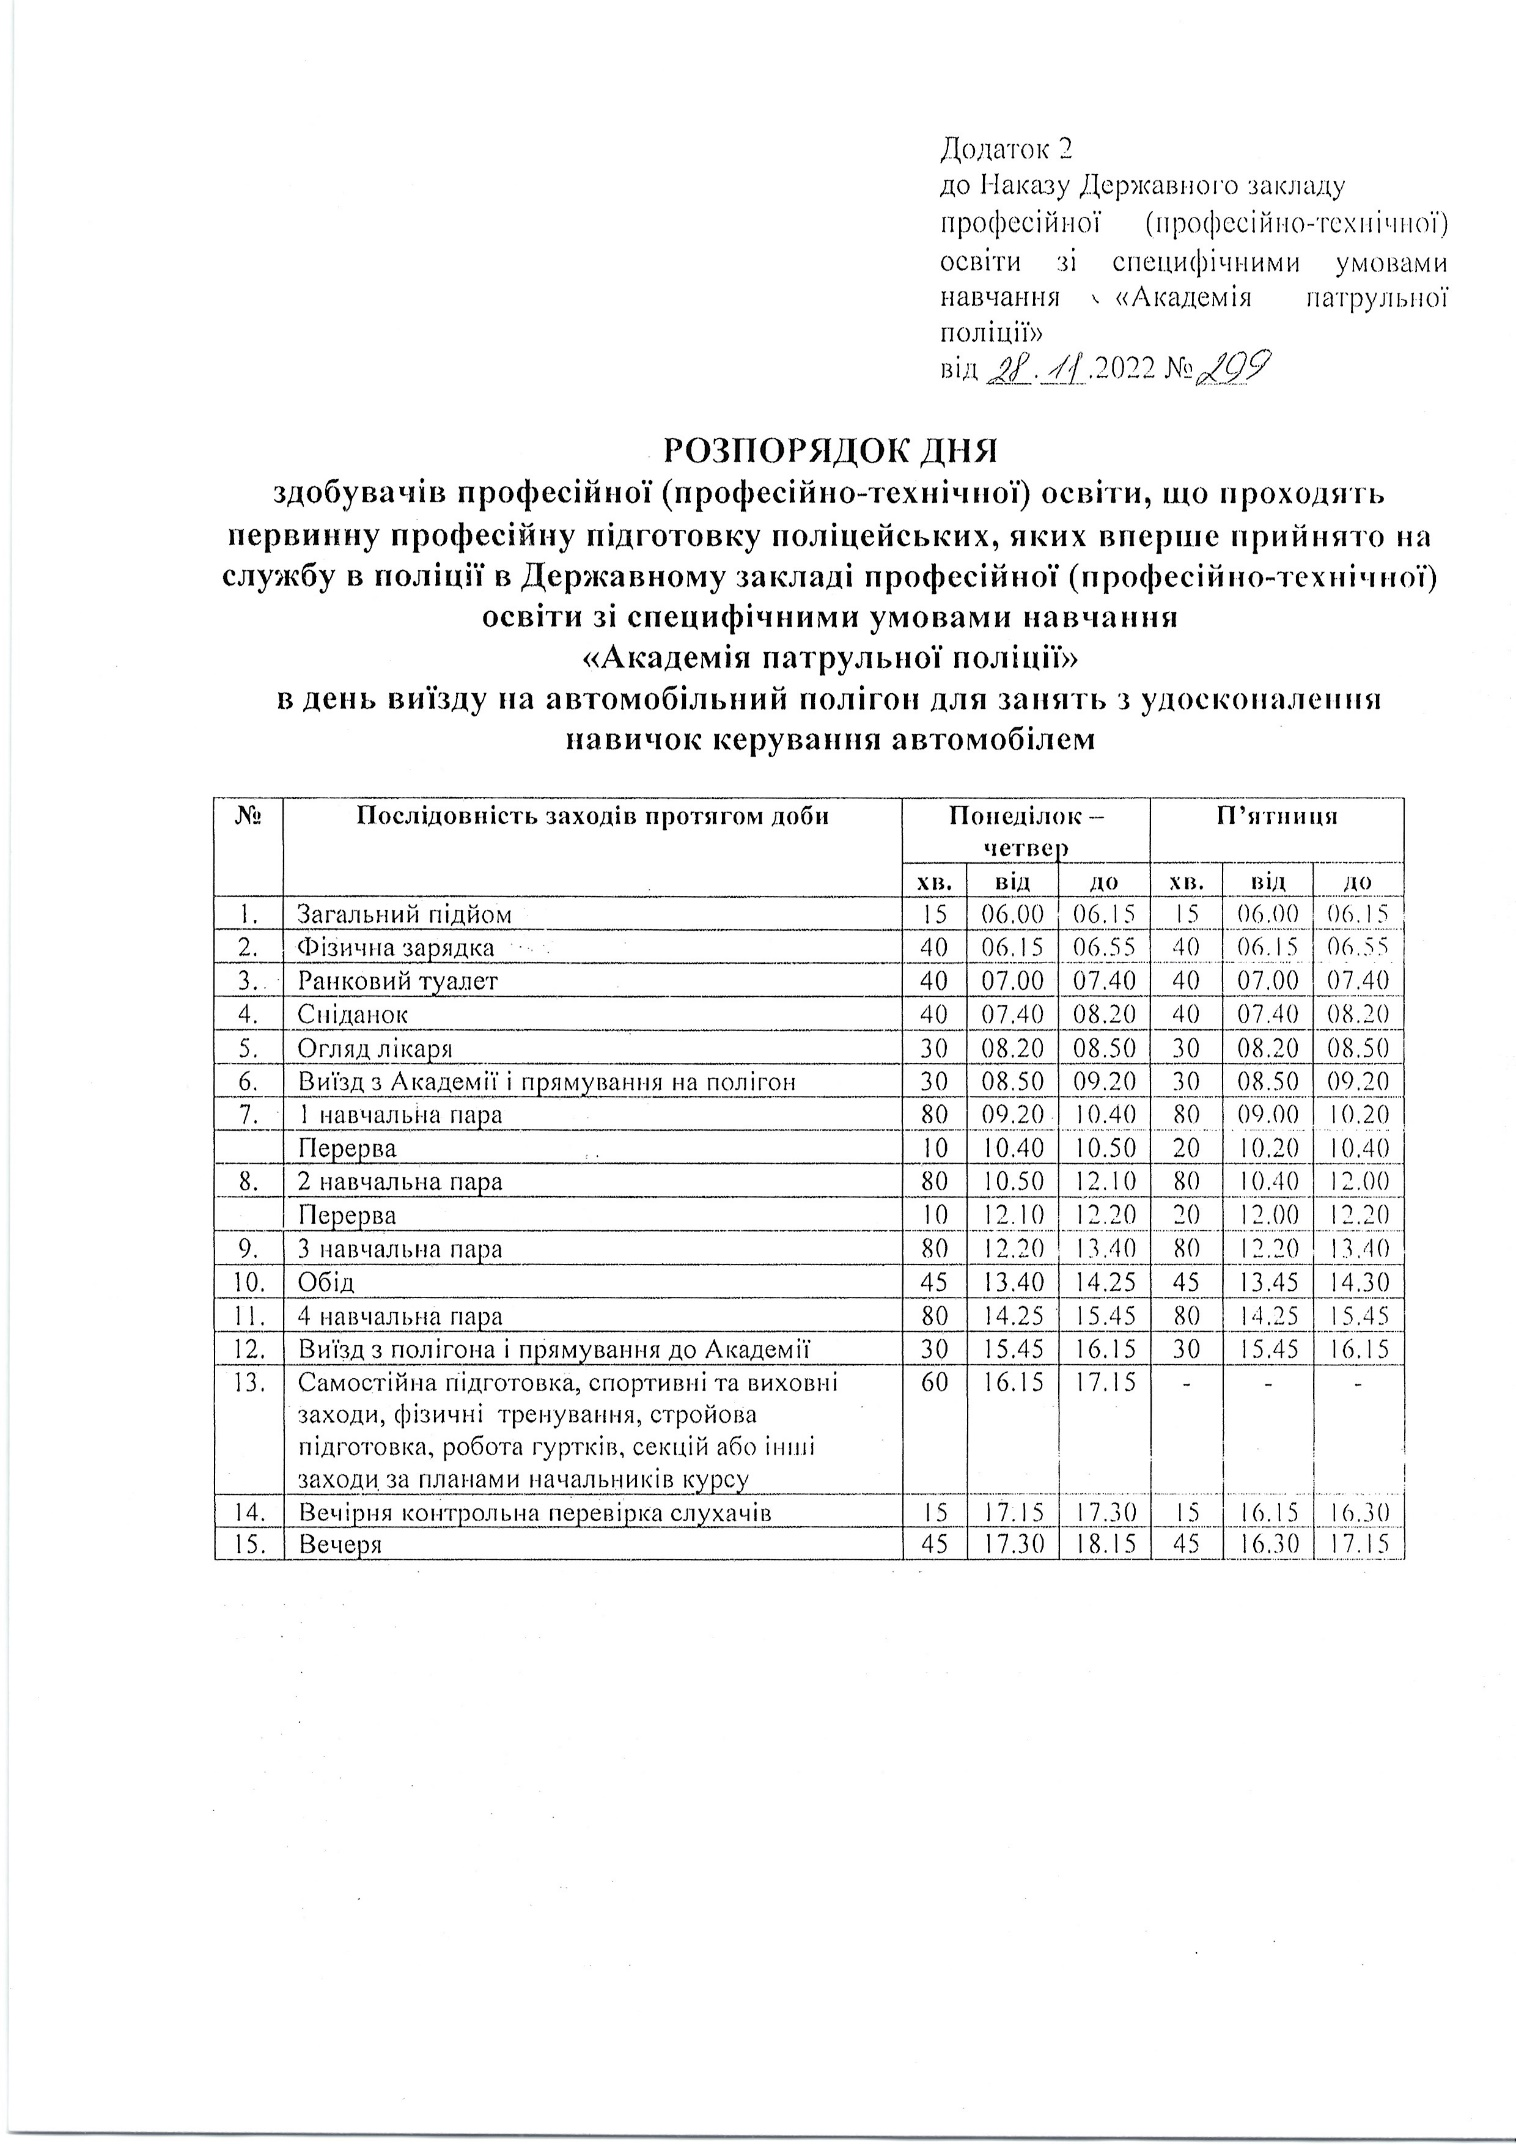 Додаток 2
до Наказу Державного закладу
професійної (професійно-технічної)
освіти зі специфічними умовами
навчання «Академія патрульної
поліції»
від 28.11.2022 № 299
РОЗПОРЯДОК ДНЯ
здобувачів професійної (професійно-технічної) освіти, що проходять
первинну професійну підготовку поліцейських, яких вперше прийнято на
службу в поліції в Державному закладі професійної (професійно-технічної)
освіти зі специфічними умовами навчання
«Академія патрульної поліції»
в день виїзду на автомобільний полігон для занять з удосконалення
навичок керування автомобілем
№ Послідовність заходів протягом доби Понеділок – П’ятниця
четвер
хв. від до хв. від до
1. Загальний підйом 15 06.00 06.15 15 06.00 06.15
2. Фізична зарядка 40 06.15 06.55 40 06.15 06.55
3. Ранковий туалет 40 07.00 07.40 40 07.00 07.40
4. Сніданок 40 07.40 08.20 40 07.40 08.20
5. Огляд лікаря 30 08.20 08.50 30 08.20 08.50
6. Виїзд з Академії і прямування на полігон 30 08.50 09.20 30 08.50 09.20
7. 1 навчальна пара 80 09.20 10.40 80 09.00 10.20
Перерва 10 10.40 10.50 20 10.20 10.40
8. 2 навчальна пара 80 10.50 12.10 80 10.40 12.00
Перерва 10 12.10 12.20 20 12.00 12.20
9. 3 навчальна пара 80 12.20 13.40 80 12.20 13.40
10. Обід 45 13.40 14.25 45 13.45 14.30
11. 4 навчальна пара 80 14.25 15.45 80 14.25 15.45
12. Виїзд з полігона і прямування до Академії 30 15.45 16.15 30 15.45 16.15
13. Самостійна підготовка, спортивні та виховні 60 16.15 17.15 - - -
заходи, фізичні тренування, стройова
підготовка, робота гуртків, секцій або інші
заходи за планами начальників курсу
14. Вечірня контрольна перевірка слухачів 15 17.15 17.30 15 16.15 16.30
15. Вечеря 45 17.30 18.15 45 16.30 17.15